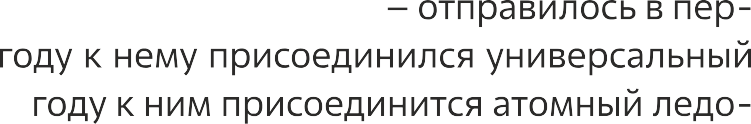 – отправилось в пер-
году к нему присоединился универсальный
году к ним присоединится атомный ледо-